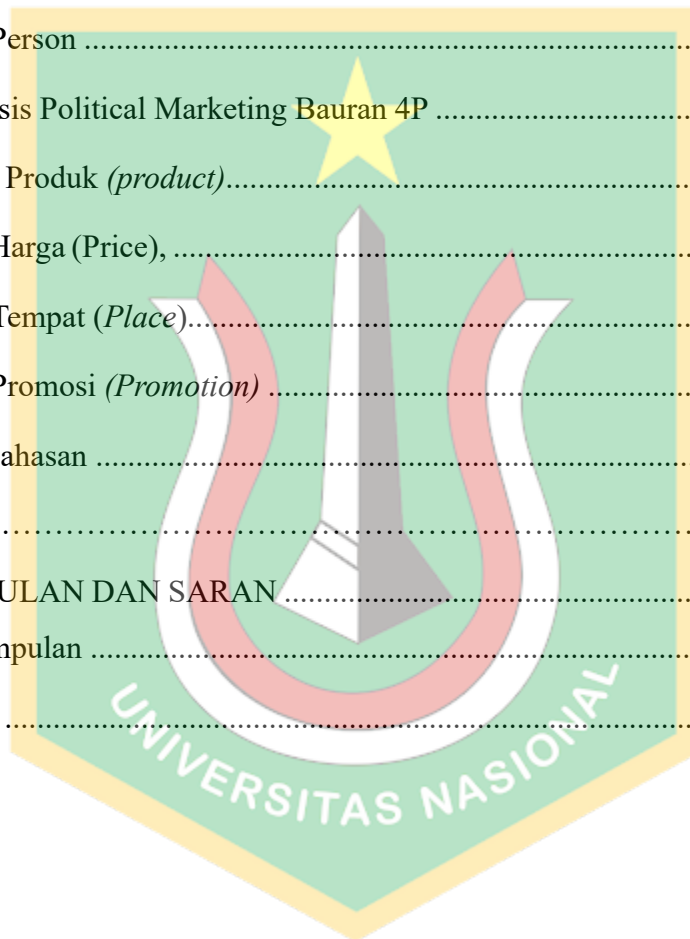 Person ..........................................................................
sis Political Marketing Bauran 4P ................................
Produk (product)..........................................................
Harga (Price), ................................................................
Tempat (Place)..............................................................
Promosi (Promotion) .....................................................
ahasan ..........................................................................
..........................................................................
ULAN DAN SARAN....................................................
mpulan ..........................................................................
..........................................................................
UNIVERSITAS NASIONAL